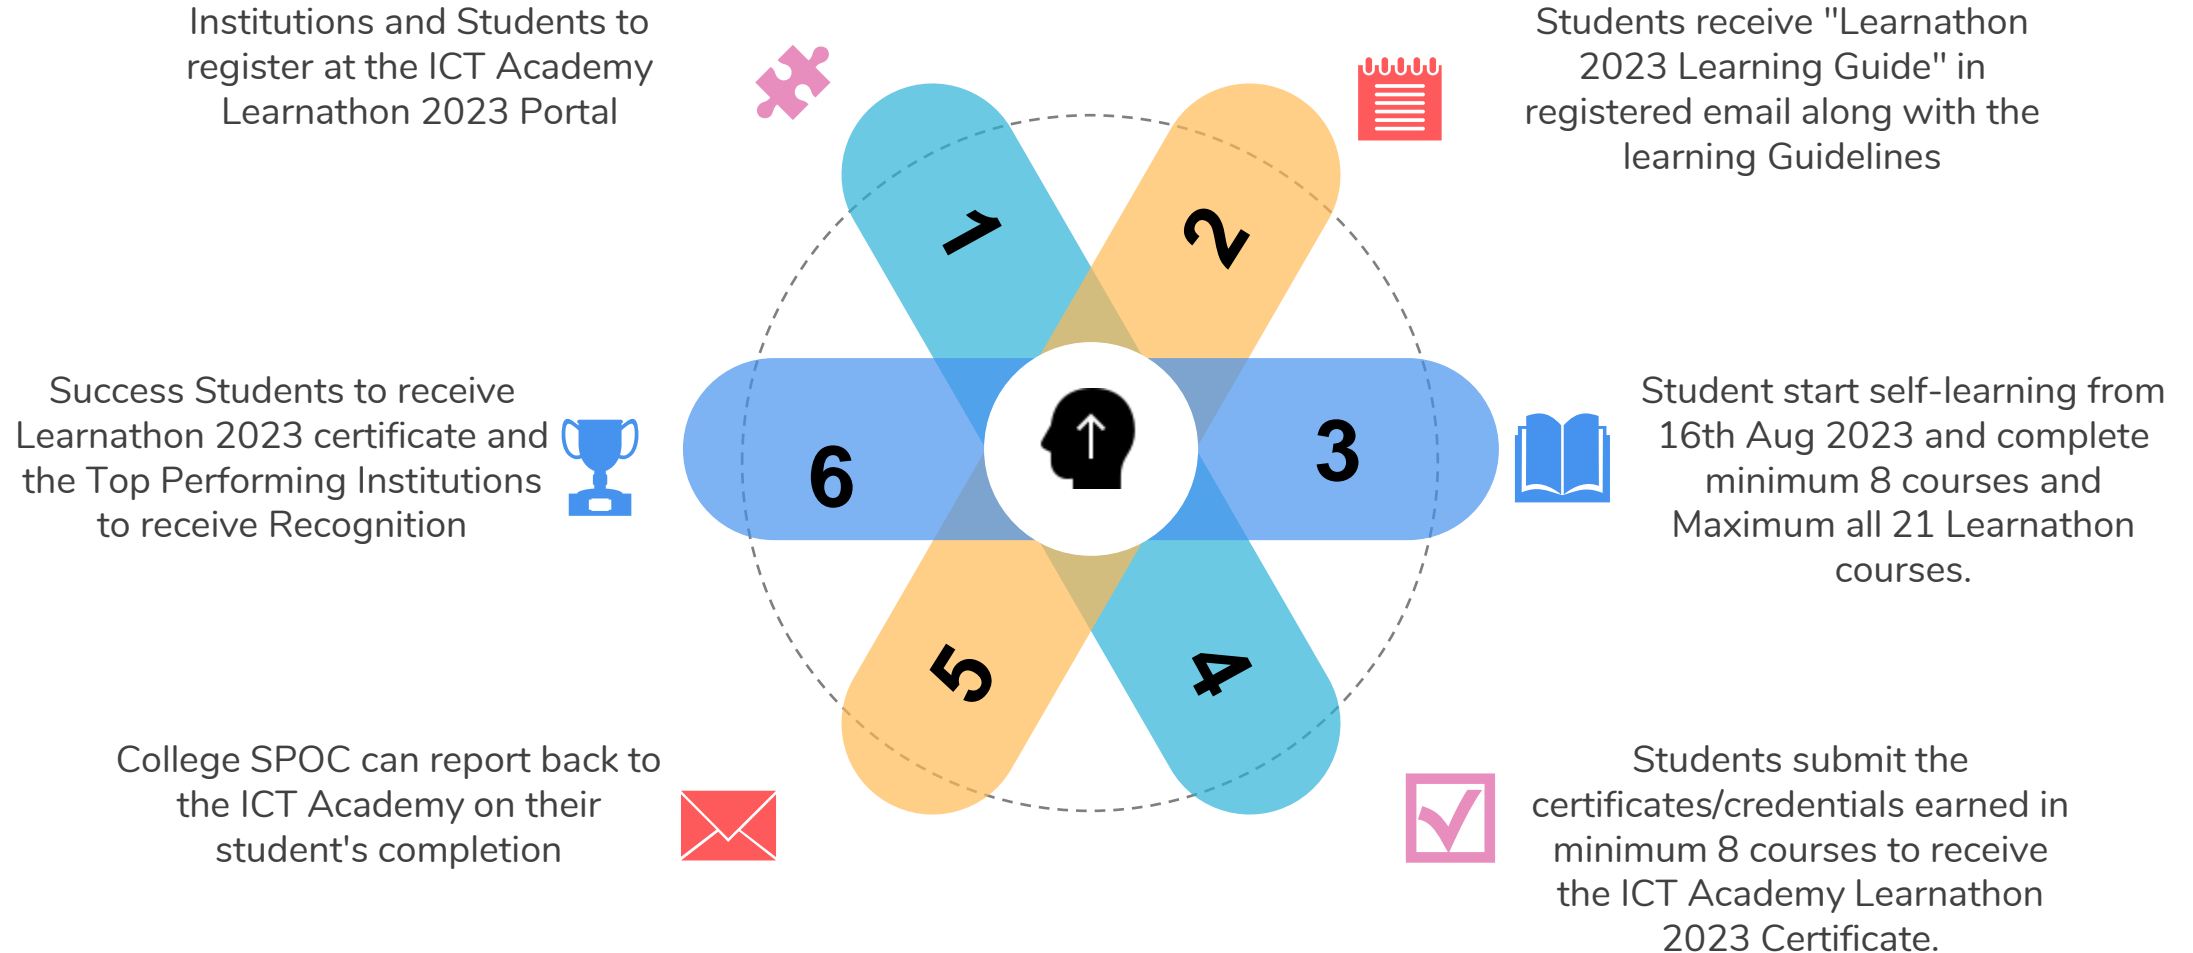 Institutions and Students to
register at the ICT Academy
Learnathon 2023 Portal
1
2
Students receive "Learnathon
2023 Learning Guide" in
registered email along with the
learning Guidelines
3
Student start self-learning from
16th Aug 2023 and complete
minimum 8 courses and
Maximum all 21 Learnathon
courses.
4
Students submit the
certificates/credentials earned in
minimum 8 courses to receive
the ICT Academy Learnathon
2023 Certificate.
5
College SPOC can report back to
the ICT Academy on their
student's completion
6
Success Students to receive
Learnathon 2023 certificate and
the Top Performing Institutions
to receive Recognition